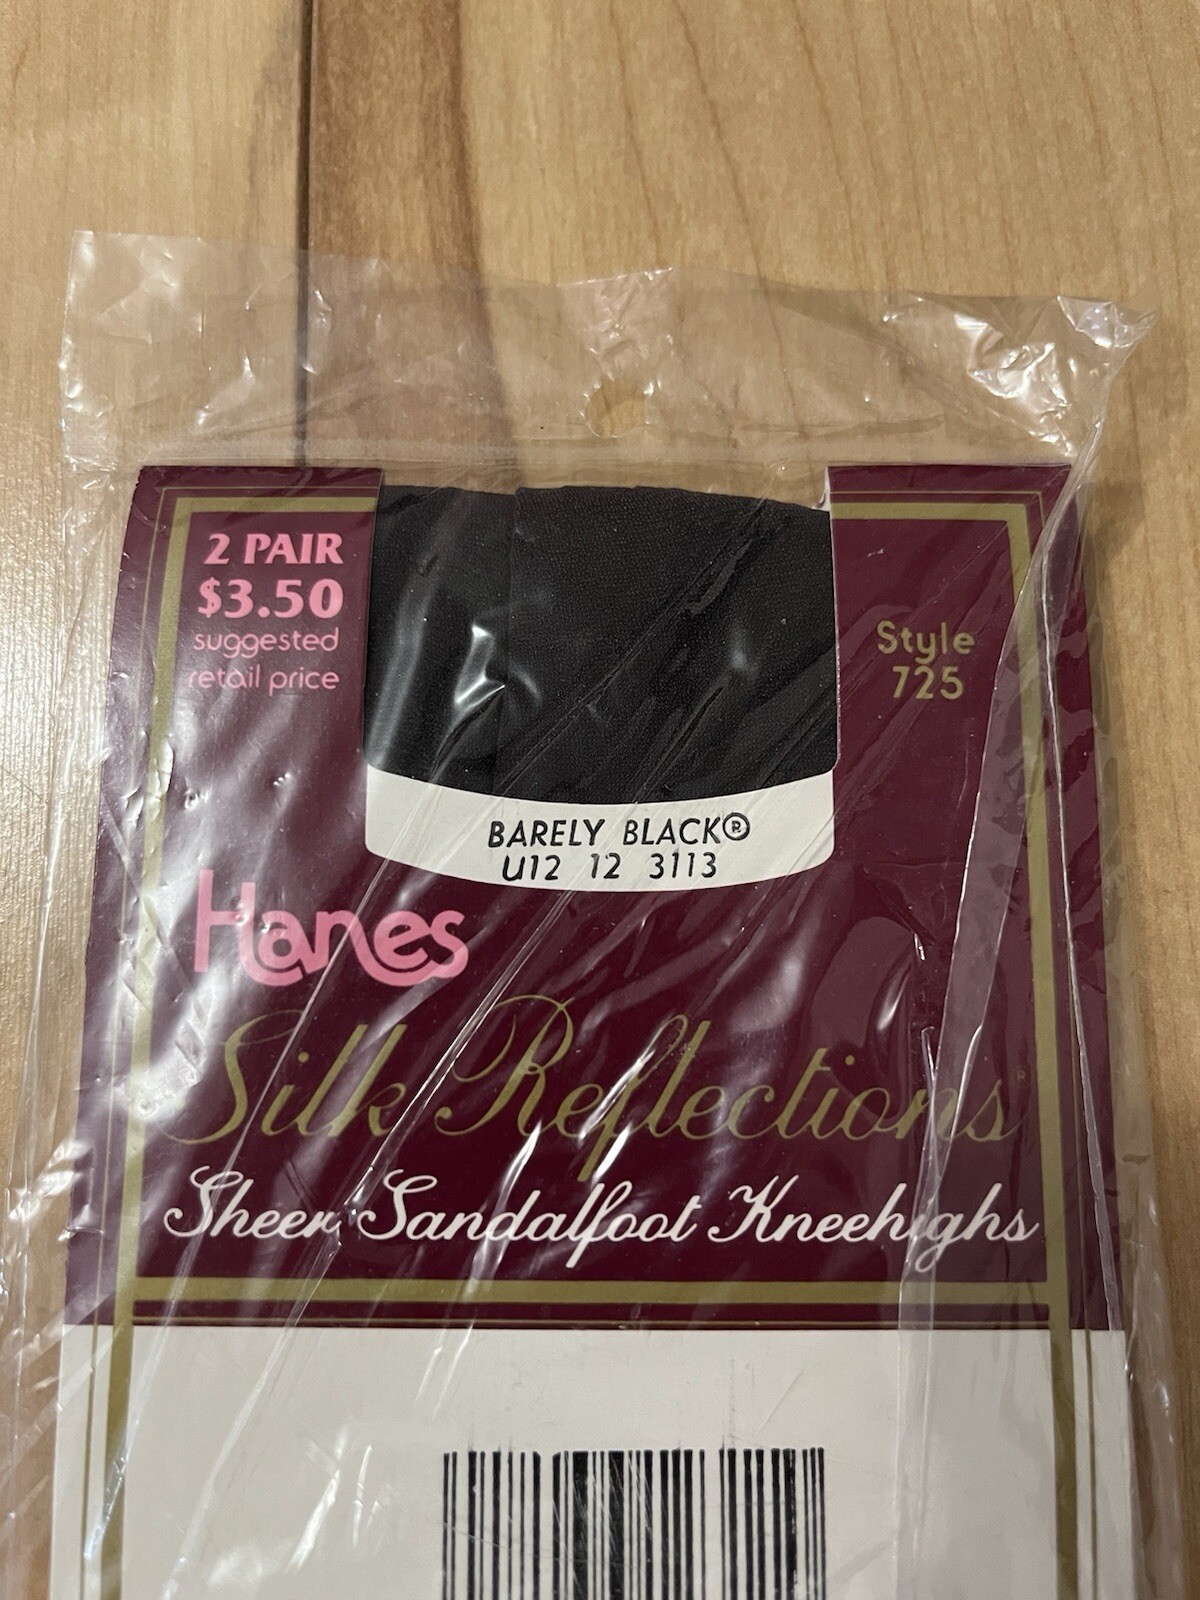 2 PAIR
$3.50
suggested
retail price
Style
725
BARELY BLACK®
U12 12 3113
Hanes
Silk Reflections®
Sheer Sandalfoot Kneehighs